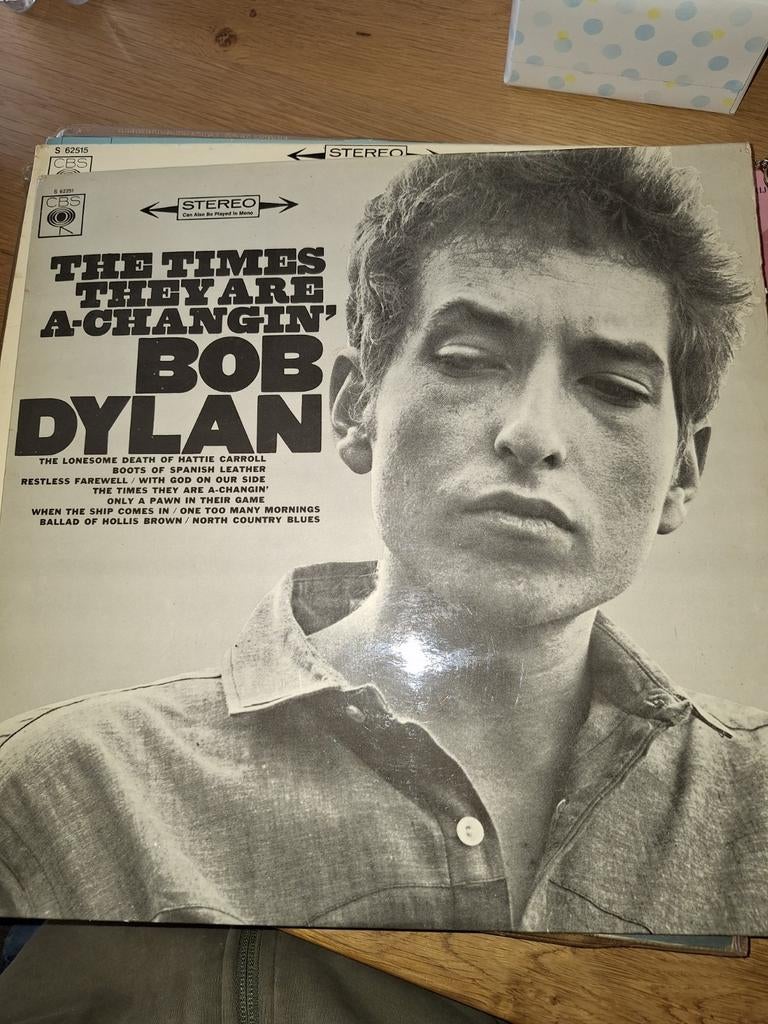 S 62515
CBS
STEREO
S 62251
CBS
STEREO
Can Also Be Played In Mono
THE TIMES
THEY ARE
A-CHANGIN'
BOB
DYLAN
THE LONESOME DEATH OF HATTIE CARROLL
BOOTS OF SPANISH LEATHER
RESTLESS FAREWELL / WITH GOD ON OUR SIDE
THE TIMES THEY ARE A-CHANGIN'
ONLY A PAWN IN THEIR GAME
WHEN THE SHIP COMES IN / ONE TOO MANY MORNINGS
BALLAD OF HOLLIS BROWN / NORTH COUNTRY BLUES